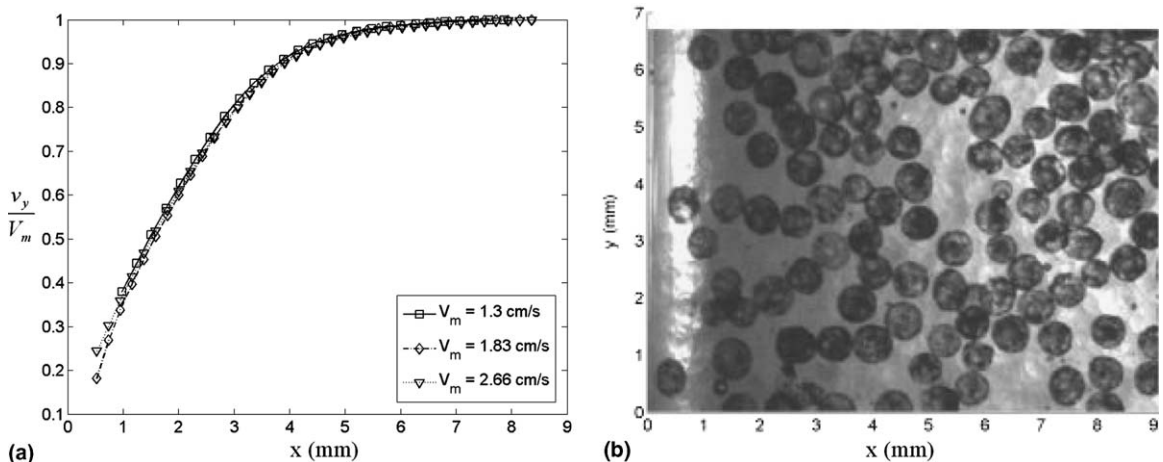 1
0.9
0.8
0.7
0.6
0.5
0.4
0.3
0.2
0.1
v_y
V_m
V_m = 1.3 cm/s
V_m = 1.83 cm/s
V_m = 2.66 cm/s
0 1 2 3 4 5 6 7 8 9
(a) x (mm)
7
6
5
4
3
2
1
0
y (mm)
0 1 2 3 4 5 6 7 8 9
(b) x (mm)